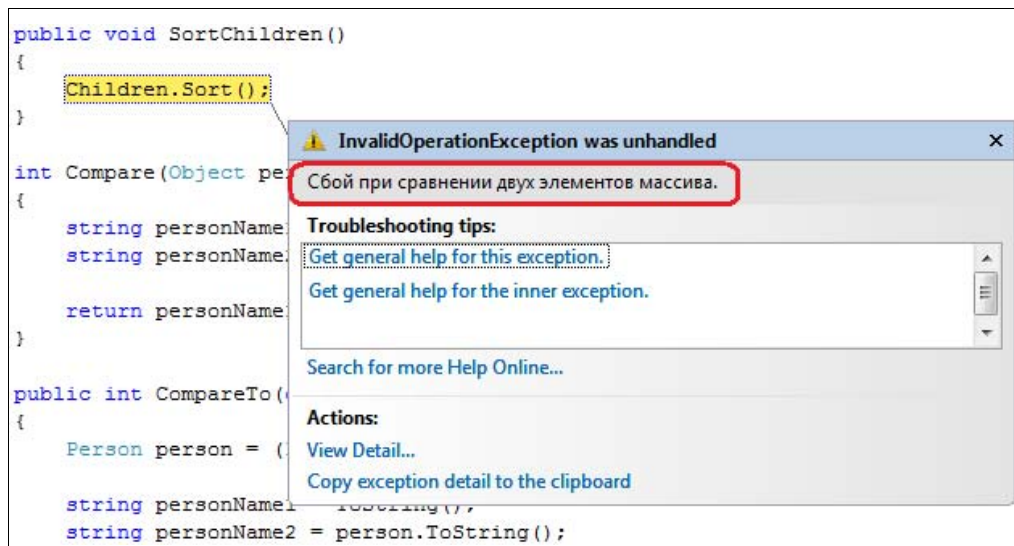 public void SortChildren()
{
Children.Sort();
}
InvalidOperationException was unhandled
Сбой при сравнении двух элементов массива.
int Compare(Object
{
string personName
string personName
return personName
}
Troubleshooting tips:
Get general help for this exception.
Get general help for the inner exception.
Search for more Help Online...
public int CompareTo(
{
Person person = (
Actions:
View Detail...
Copy exception detail to the clipboard
string personName1 = ToString();
string personName2 = person.ToString();